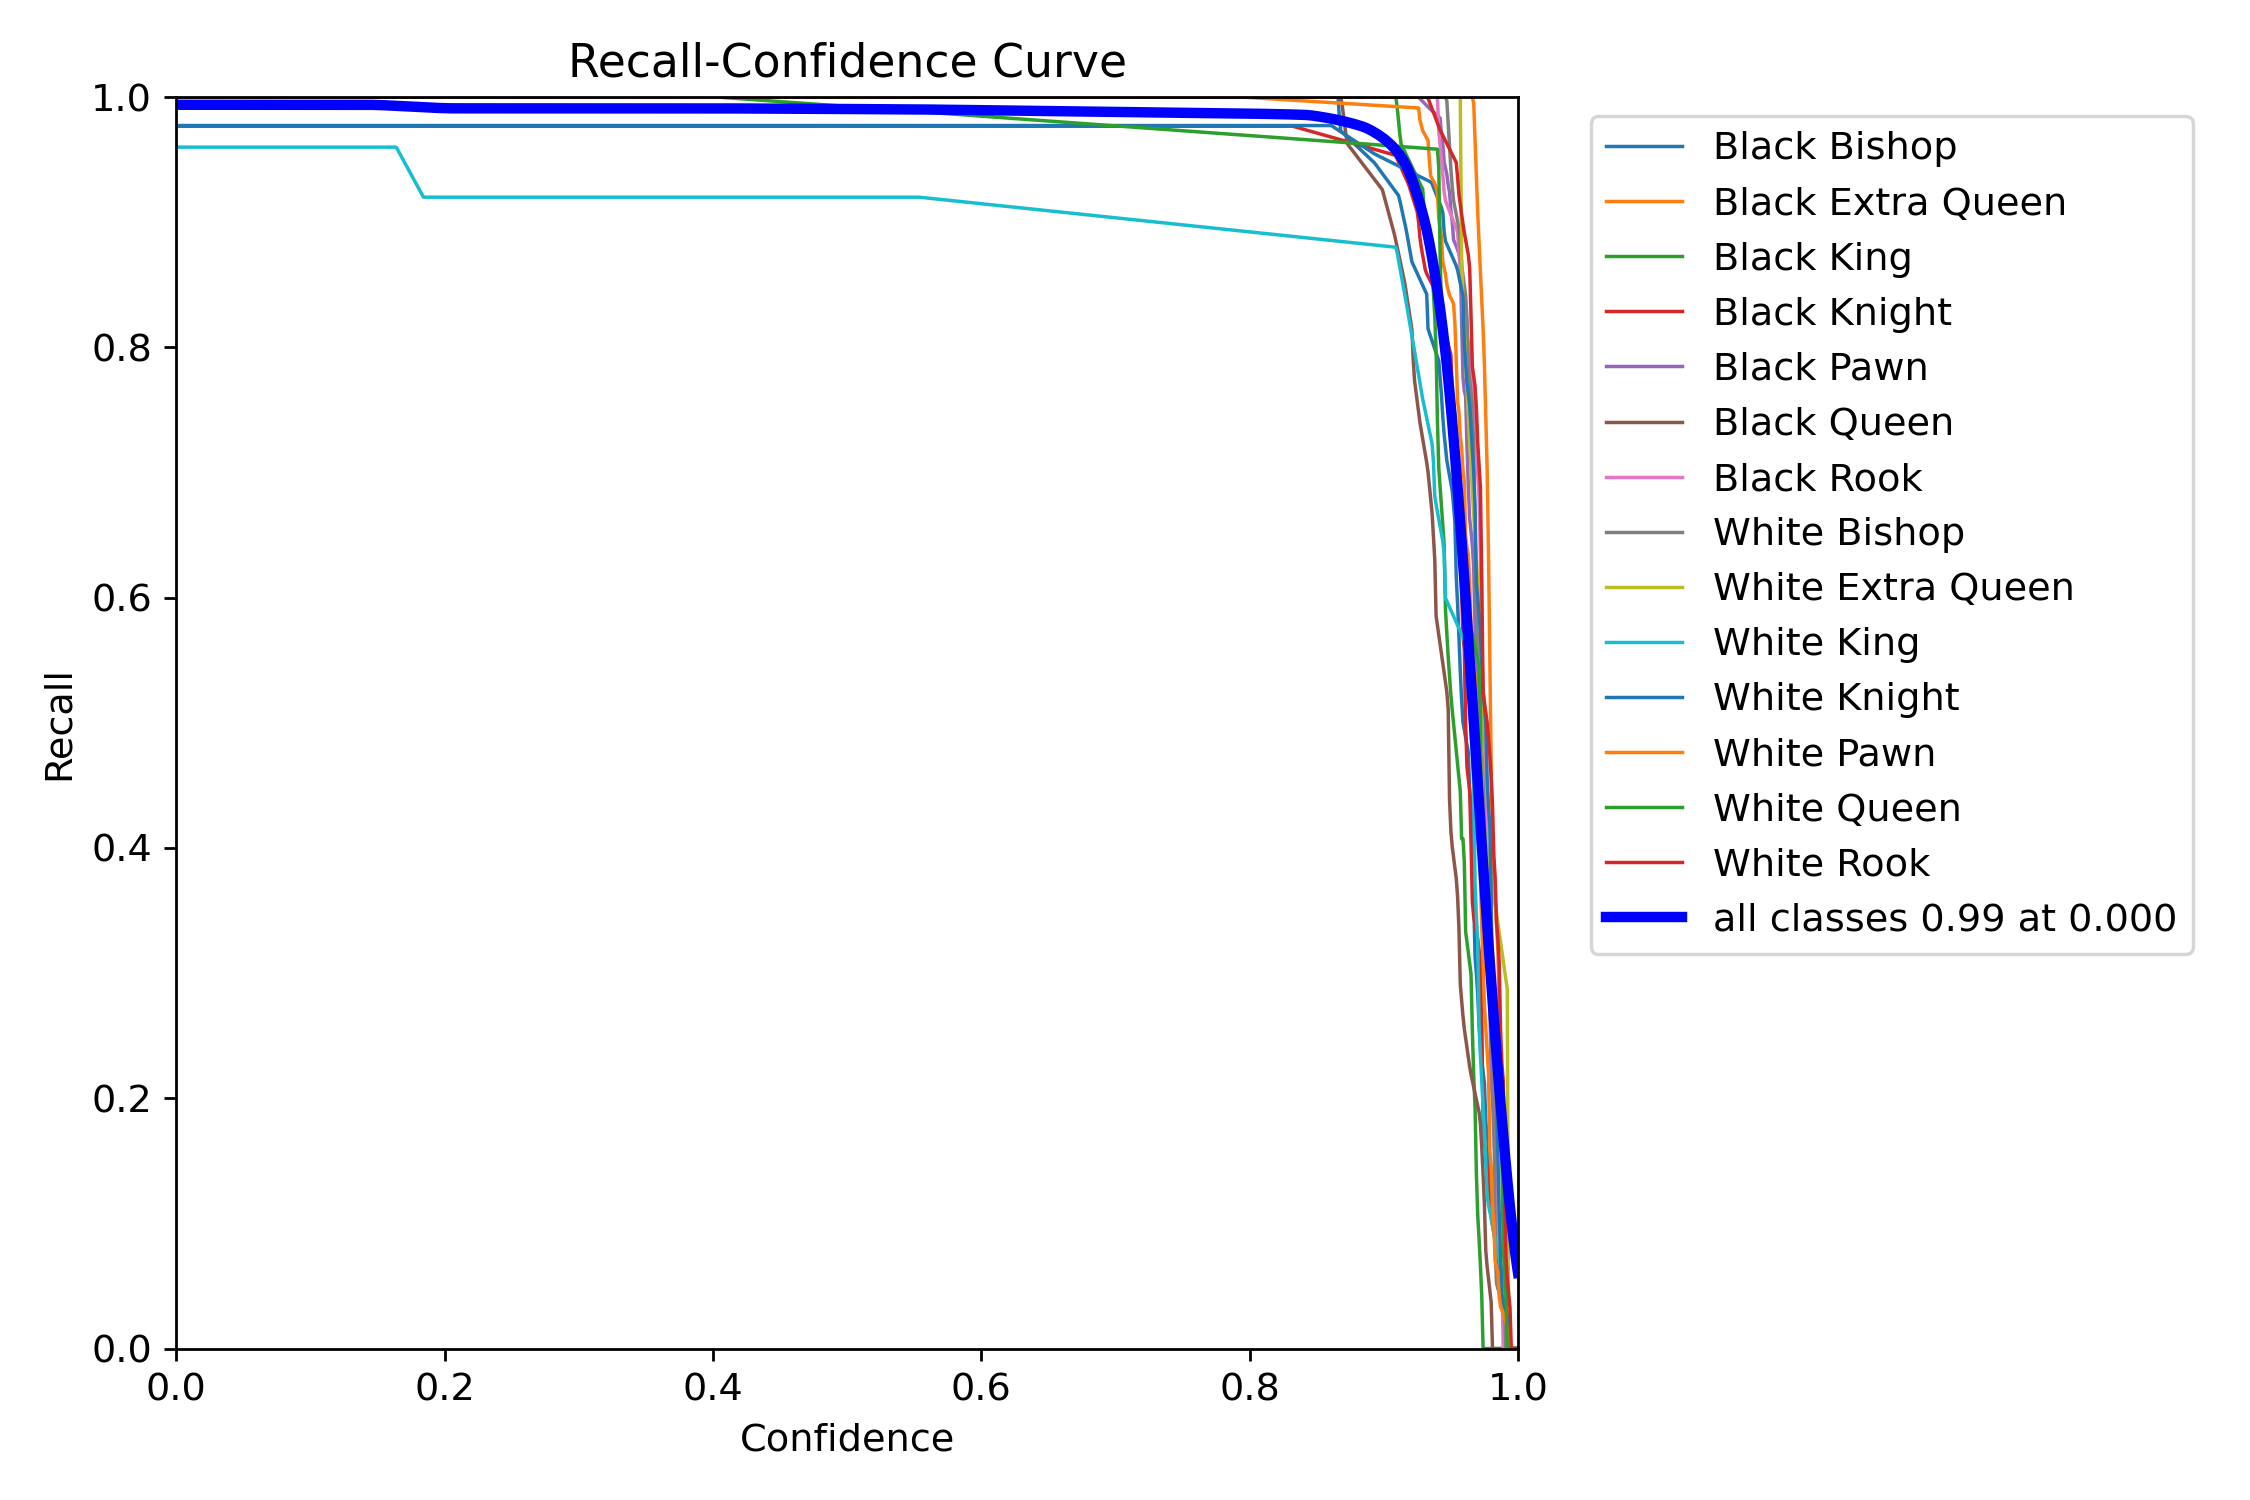 Recall-Confidence Curve
1.0
0.8
0.6
0.4
0.2
0.0
Recall
0.0 0.2 0.4 0.6 0.8 1.0
Confidence
Black Bishop
Black Extra Queen
Black King
Black Knight
Black Pawn
Black Queen
Black Rook
White Bishop
White Extra Queen
White King
White Knight
White Pawn
White Queen
White Rook
all classes 0.99 at 0.000